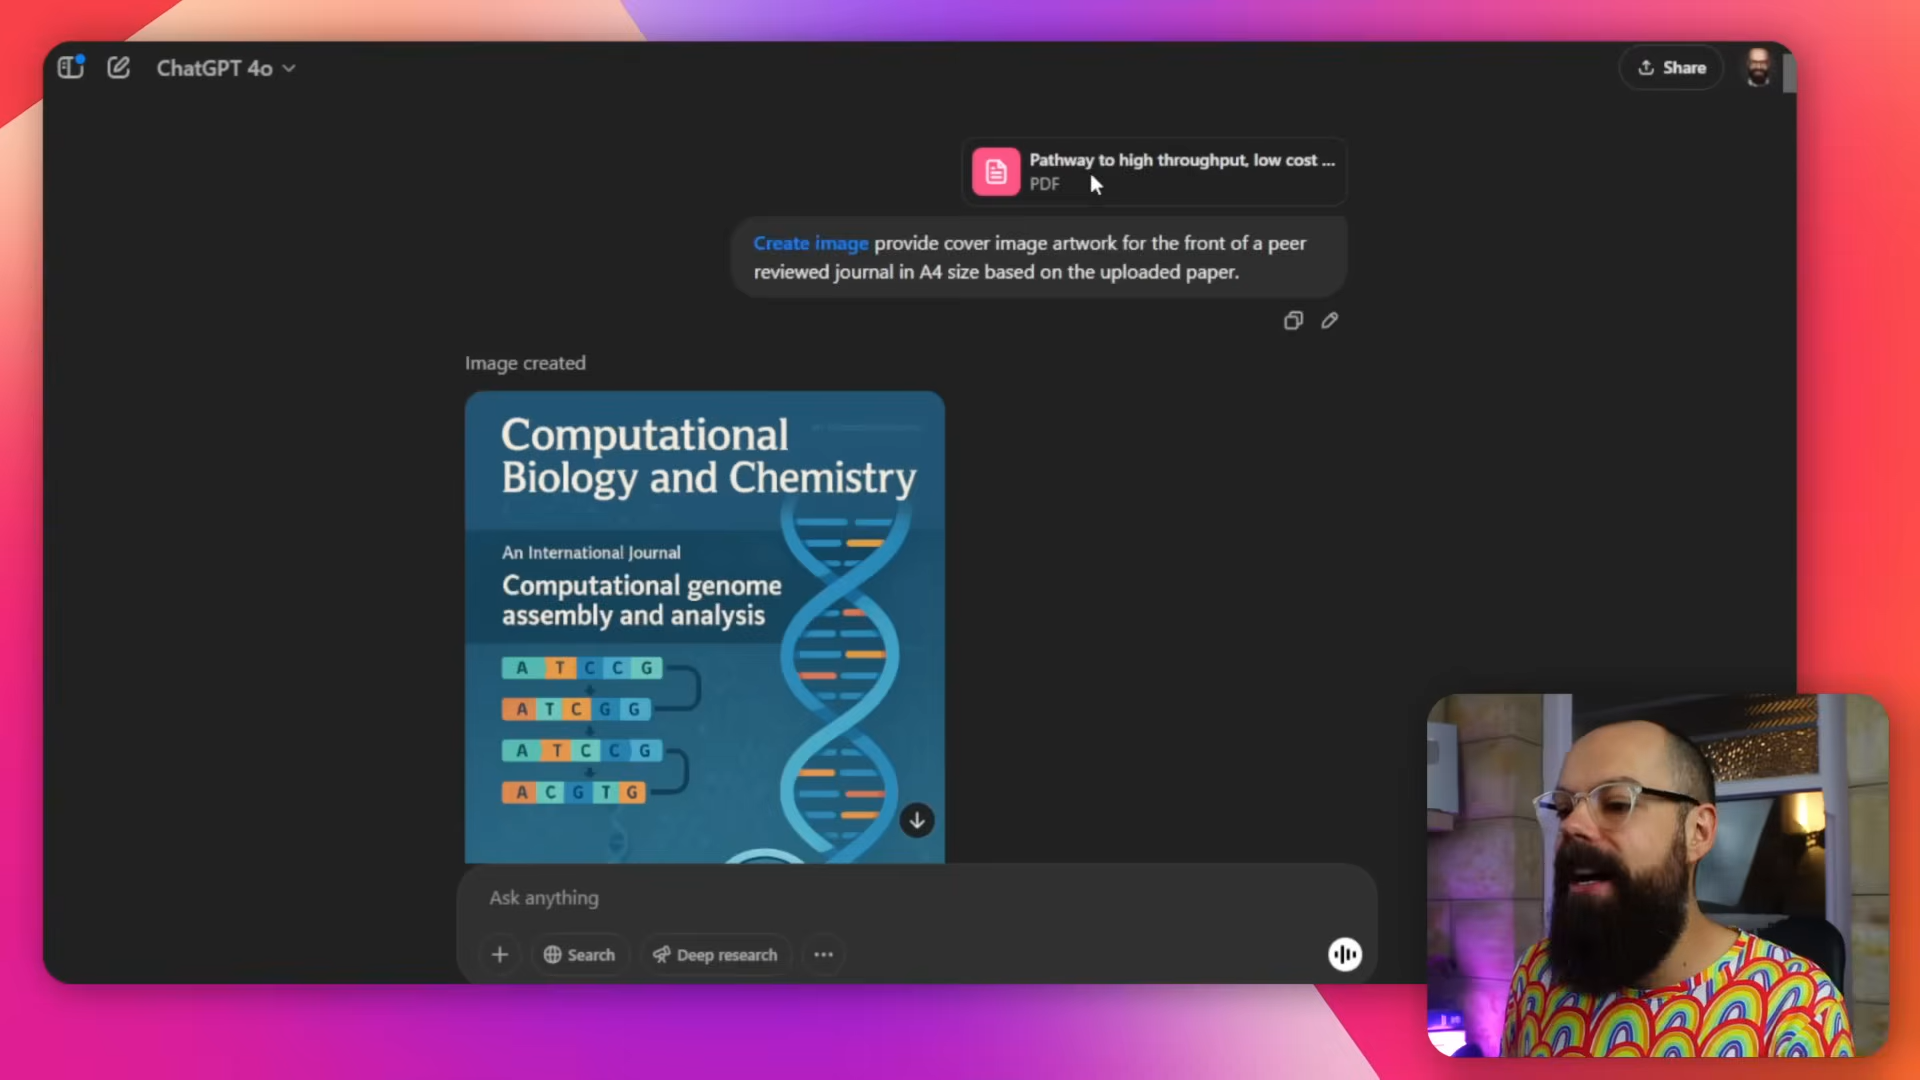 ChatGPT 4o
Share
Pathway to high throughput, low cost ...
PDF
Create image provide cover image artwork for the front of a peer
reviewed journal in A4 size based on the uploaded paper.
Image created
Computational
Biology and Chemistry
An International Journal
Computational genome
assembly and analysis
A T C C G
A T C G G
A T C C G
A C G T G
Ask anything
Search
Deep research